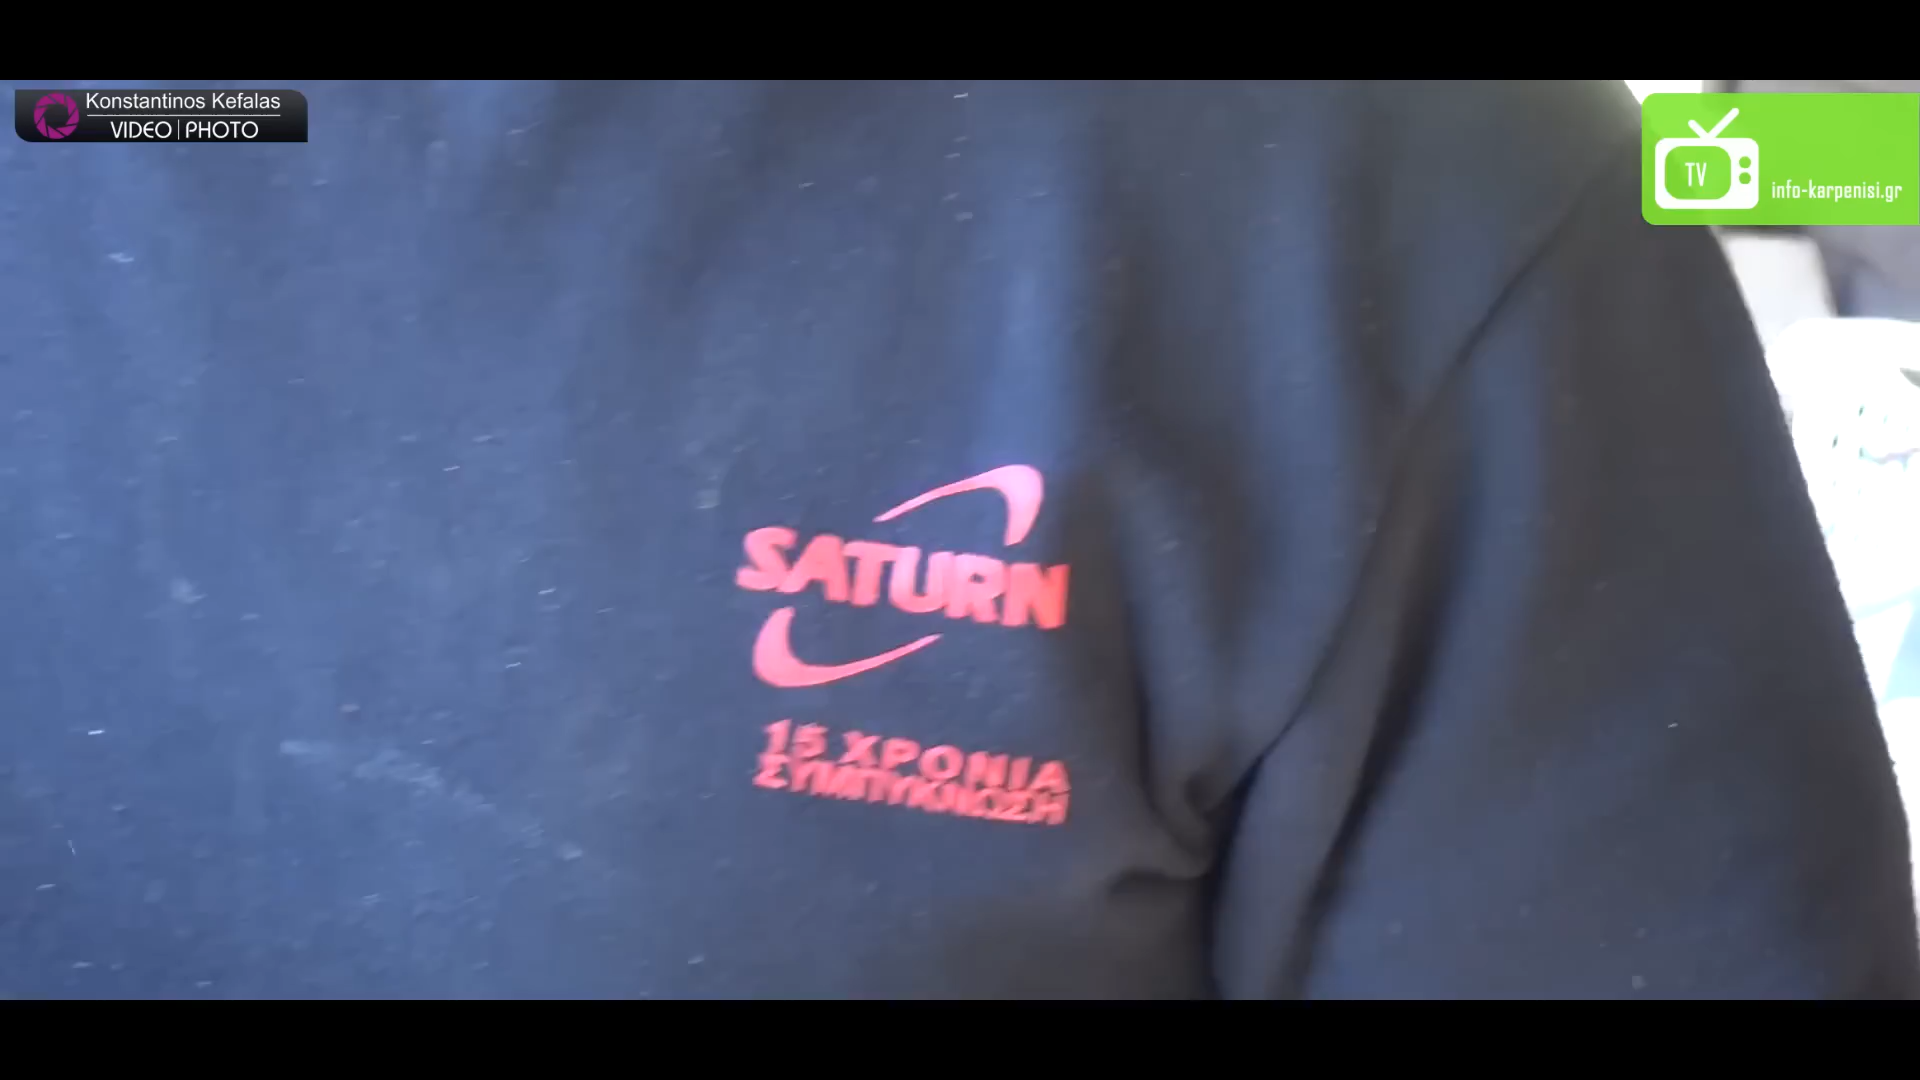 Konstantinos Kefalas
VIDEO | PHOTO
TV
info-karpenisi.gr
SATURN
15 ΧΡΟΝΙΑ
ΣΥΜΠΥΚΝΩΣΗ